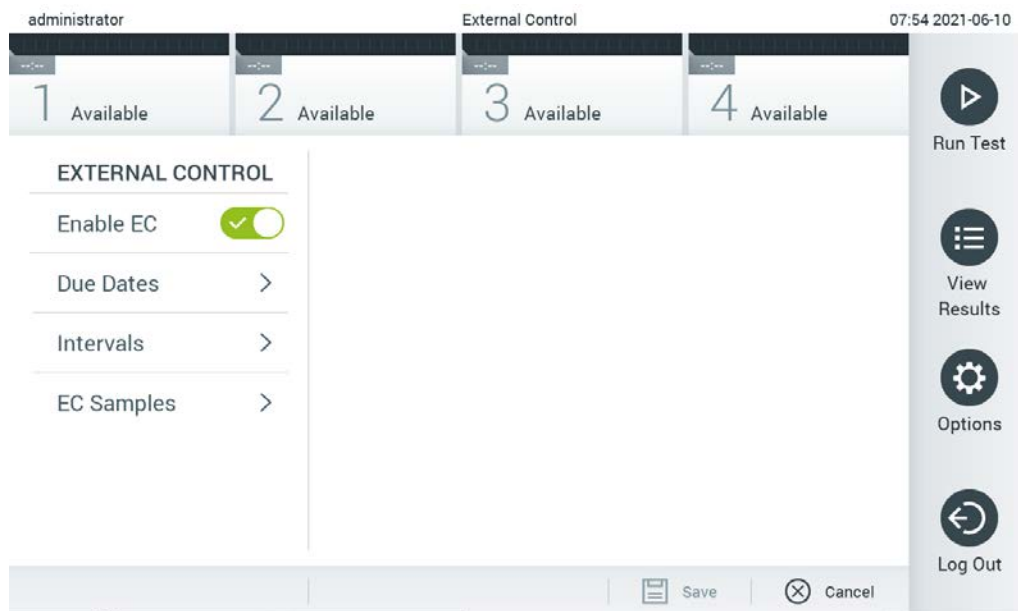 administrator External Control 07:54 2021-06-10
--:-- --:-- --:-- --:--
1 Available 2 Available 3 Available 4 Available
Run Test
EXTERNAL CONTROL
Enable EC
Due Dates
View
Results
Intervals
EC Samples
Options
Log Out
Save Cancel